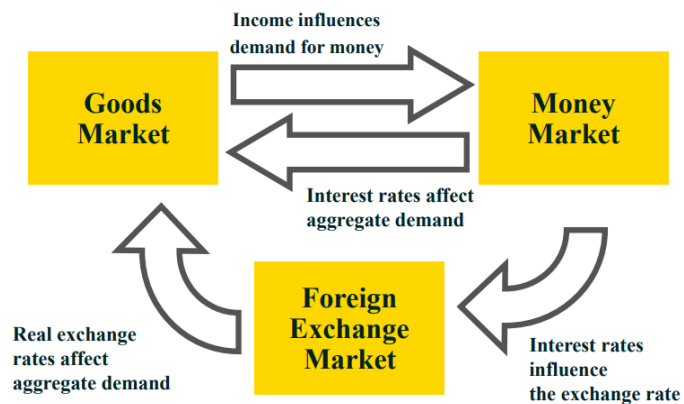 Income influences
demand for money
Goods
Market
Money
Market
Interest rates affect
aggregate demand
Foreign
Exchange
Market
Real exchange
rates affect
aggregate demand
Interest rates
influence
the exchange rate